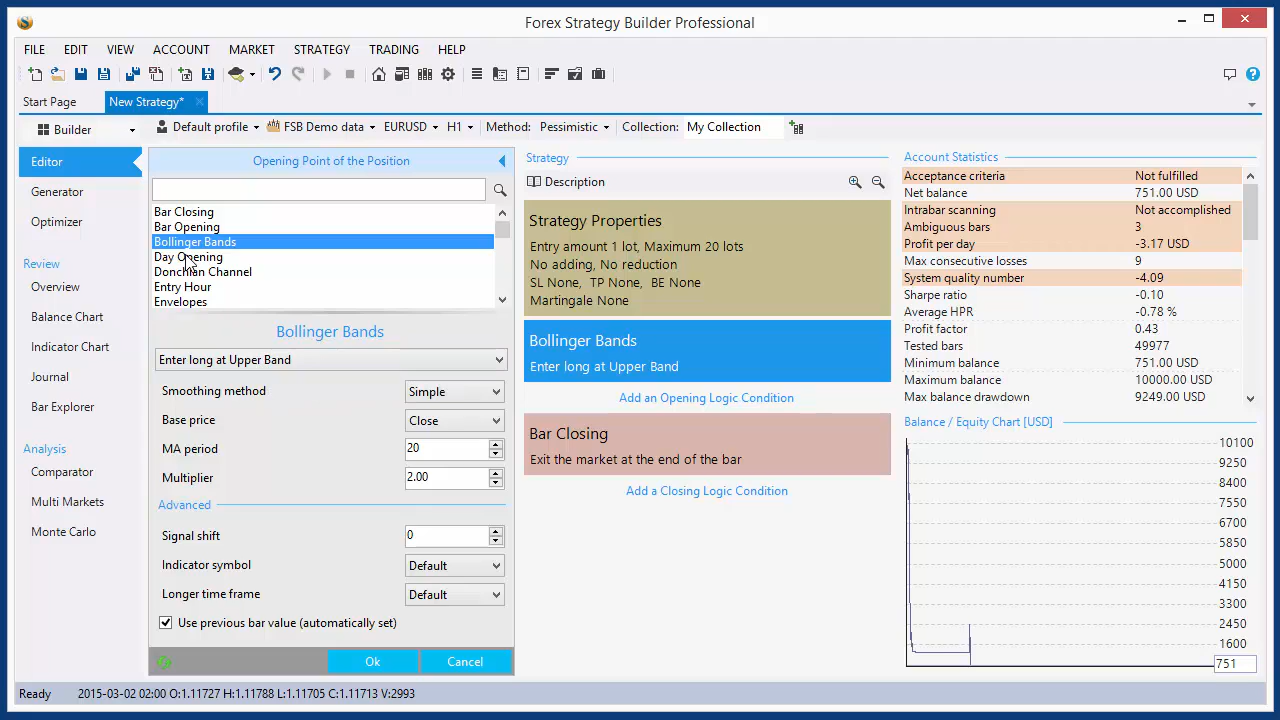 Forex Strategy Builder Professional
FILE EDIT VIEW ACCOUNT MARKET STRATEGY TRADING HELP
Start Page New Strategy*
Builder Default profile FSB Demo data EURUSD H1 Method: Pessimistic Collection: My Collection
Editor
Generator
Optimizer
Review
Overview
Balance Chart
Indicator Chart
Journal
Bar Explorer
Analysis
Comparator
Multi Markets
Monte Carlo
Opening Point of the Position
Bar Closing
Bar Opening
Bollinger Bands
Day Opening
Donchian Channel
Entry Hour
Envelopes
Bollinger Bands
Enter long at Upper Band
Smoothing method Simple
Base price Close
MA period 20
Multiplier 2.00
Advanced
Signal shift 0
Indicator symbol Default
Longer time frame Default
Use previous bar value (automatically set)
Ok Cancel
Strategy
Description
Strategy Properties
Entry amount 1 lot, Maximum 20 lots
No adding, No reduction
SL None, TP None, BE None
Martingale None
Bollinger Bands
Enter long at Upper Band
Add an Opening Logic Condition
Bar Closing
Exit the market at the end of the bar
Add a Closing Logic Condition
Account Statistics
Acceptance criteria Not fulfilled
Net balance 751.00 USD
Intrabar scanning Not accomplished
Ambiguous bars 3
Profit per day -3.17 USD
Max consecutive losses 9
System quality number -4.09
Sharpe ratio -0.10
Average HPR -0.78 %
Profit factor 0.43
Tested bars 49977
Minimum balance 751.00 USD
Maximum balance 10000.00 USD
Max balance drawdown 9249.00 USD
Balance / Equity Chart [USD]
10100
9250
8400
7550
6700
5850
5000
4150
3300
2450
1600
751
Ready 2015-03-02 02:00 O:1.11727 H:1.11788 L:1.11705 C:1.11713 V:2993